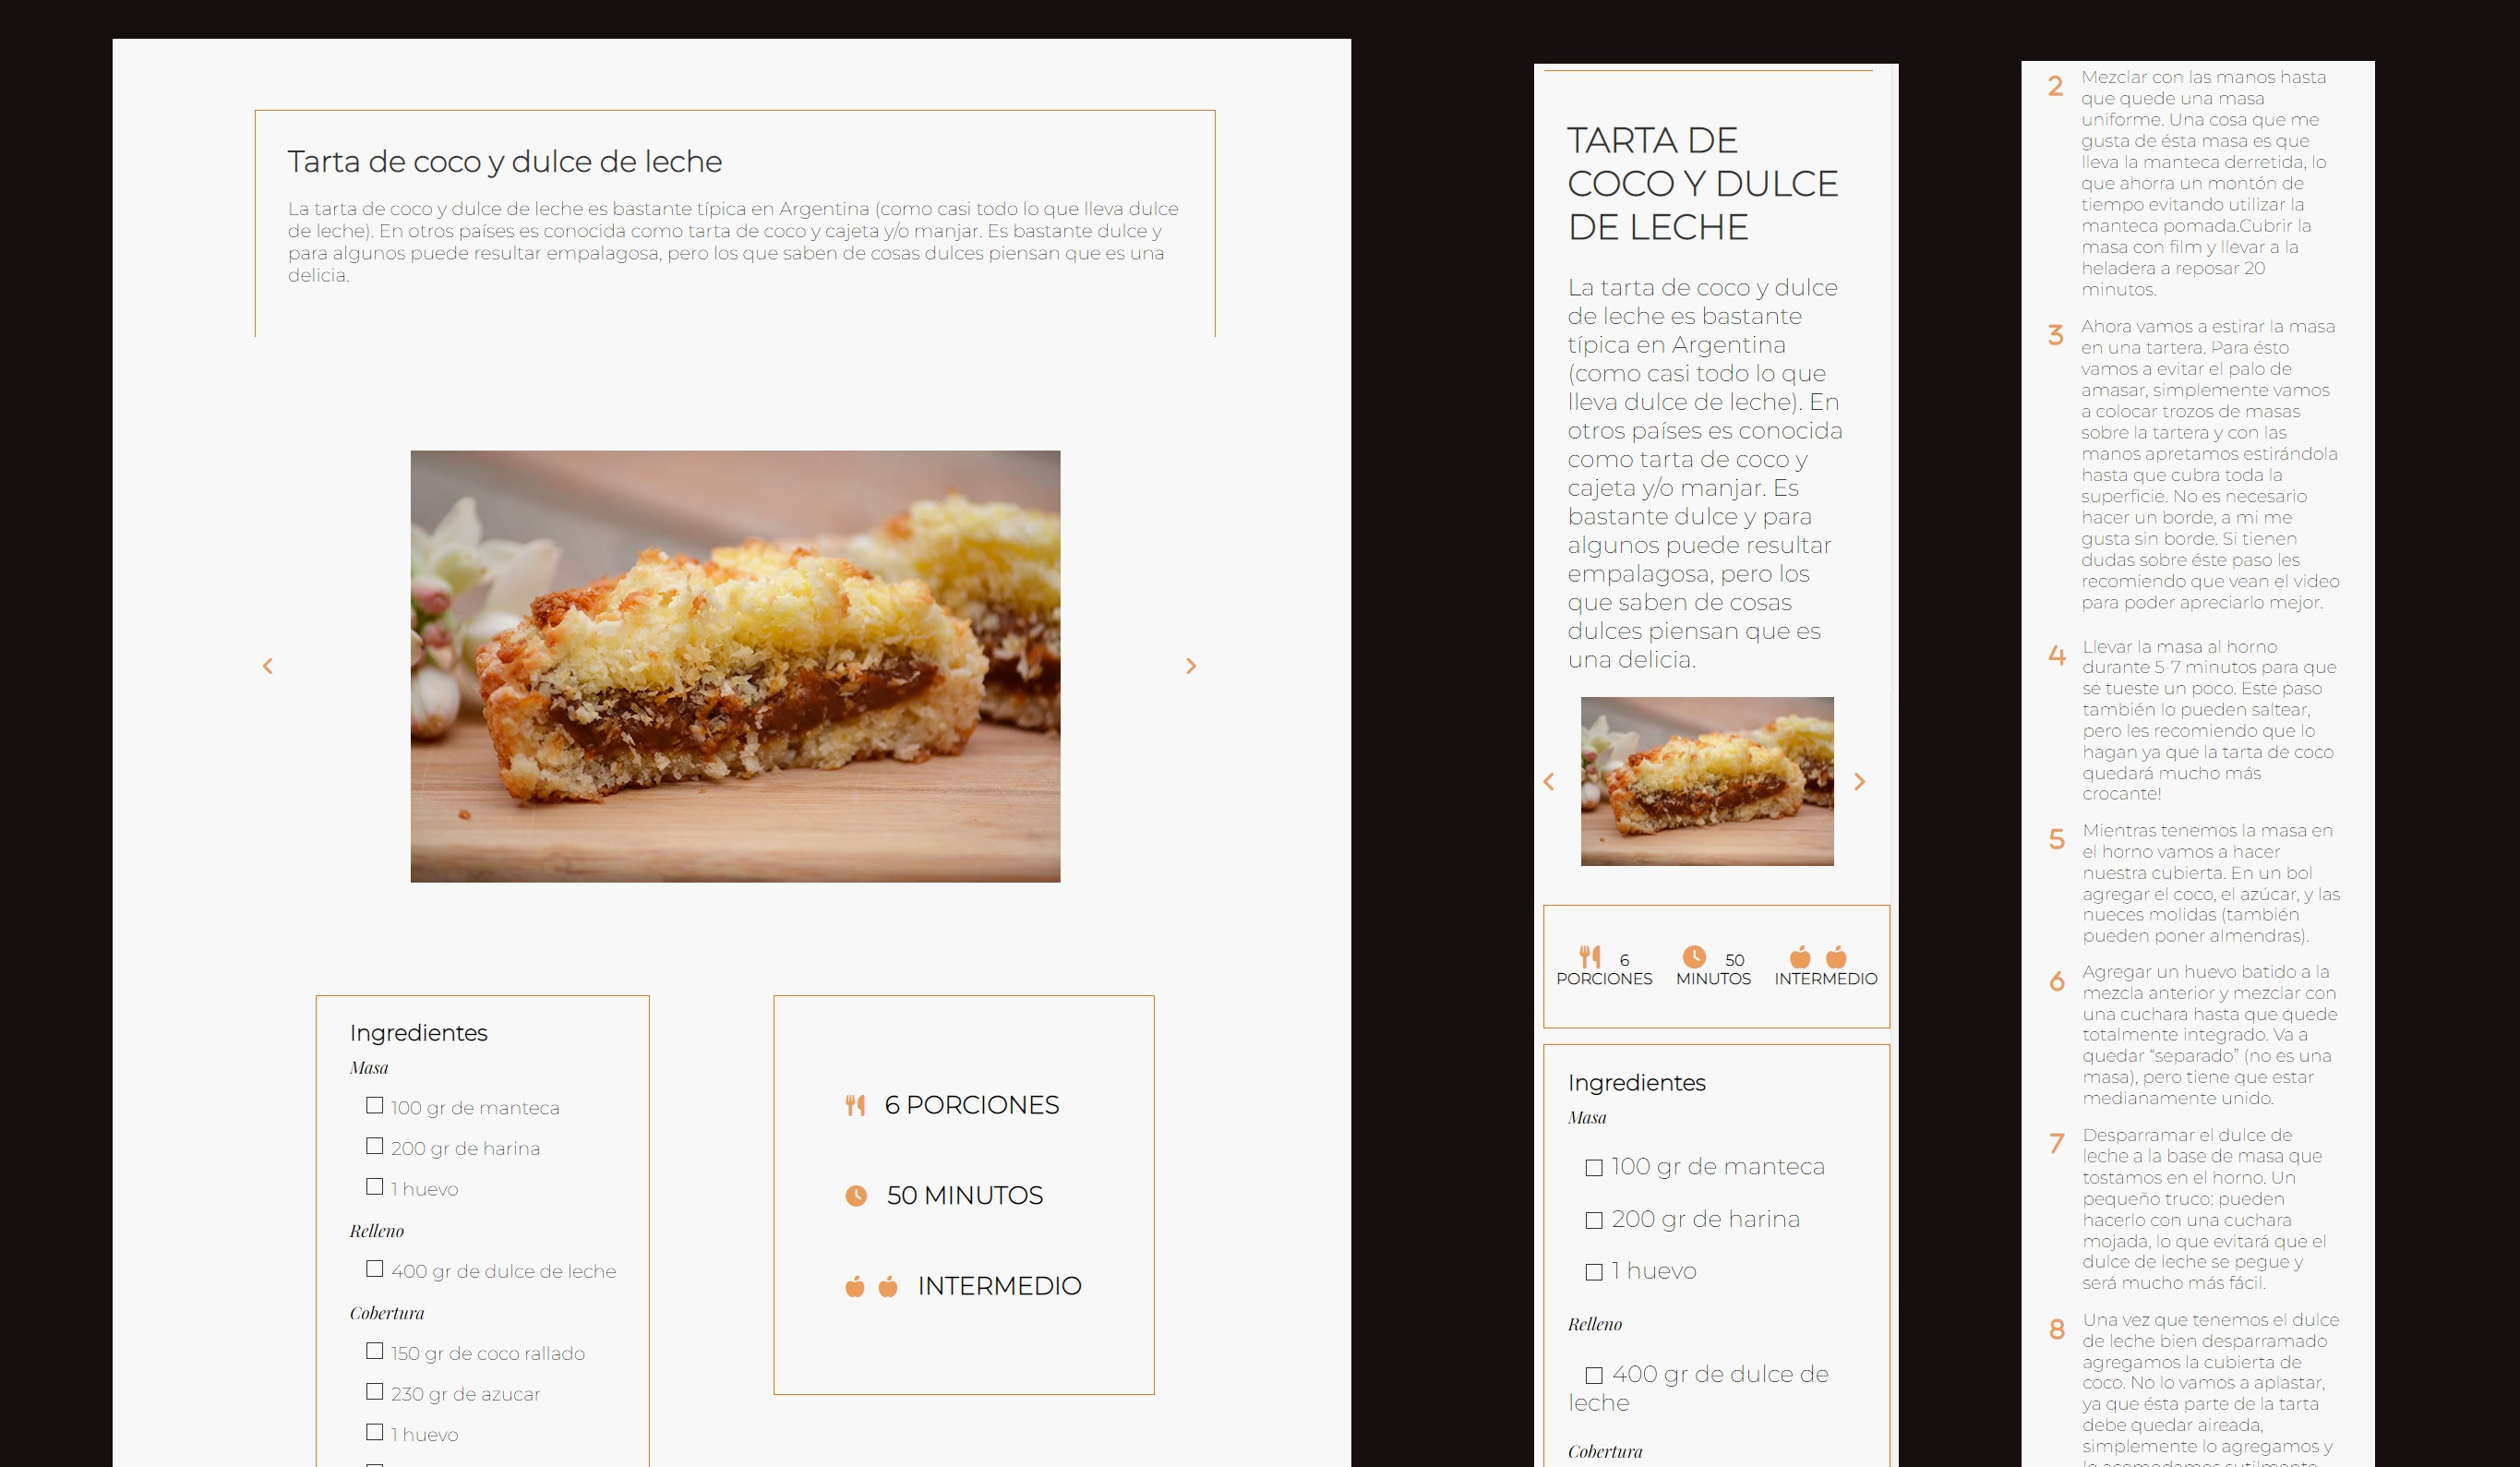 Tarta de coco y dulce de leche
La tarta de coco y dulce de leche es bastante típica en Argentina (como casi todo lo que lleva dulce
de leche). En otros países es conocida como tarta de coco y cajeta y/o manjar. Es bastante dulce y
para algunos puede resultar empalagosa, pero los que saben de cosas dulces piensan que es una
delicia.
Ingredientes
Masa
100 gr de manteca
200 gr de harina
1 huevo
Relleno
400 gr de dulce de leche
Cobertura
150 gr de coco rallado
230 gr de azucar
1 huevo
6 PORCIONES
50 MINUTOS
INTERMEDIO
TARTA DE
COCO Y DULCE
DE LECHE
La tarta de coco y dulce
de leche es bastante
típica en Argentina
(como casi todo lo que
lleva dulce de leche). En
otros países es conocida
como tarta de coco y
cajeta y/o manjar. Es
bastante dulce y para
algunos puede resultar
empalagosa, pero los
que saben de cosas
dulces piensan que es
una delicia.
6
PORCIONES
50
MINUTOS
INTERMEDIO
Ingredientes
Masa
100 gr de manteca
200 gr de harina
1 huevo
Relleno
400 gr de dulce de
leche
Cobertura
2 Mezclar con las manos hasta
que quede una masa
uniforme. Una cosa que me
gusta de ésta masa es que
lleva la manteca derretida, lo
que ahorra un montón de
tiempo evitando utilizar la
manteca pomada.Cubrir la
masa con film y llevar a la
heladera a reposar 20
minutos.
3 Ahora vamos a estirar la masa
en una tartera. Para ésto
vamos a evitar el palo de
amasar, simplemente vamos
a colocar trozos de masas
sobre la tartera y con las
manos apretamos estirándola
hasta que cubra toda la
superficie. No es necesario
hacer un borde, a mi me
gusta sin borde. Si tienen
dudas sobre éste paso les
recomiendo que vean el video
para poder apreciarlo mejor.
4 Llevar la masa al horno
durante 5-7 minutos para que
se tueste un poco. Este paso
también lo pueden saltear,
pero les recomiendo que lo
hagan ya que la tarta de coco
quedará mucho más
crocante!
5 Mientras tenemos la masa en
el horno vamos a hacer
nuestra cubierta. En un bol
agregar el coco, el azúcar, y las
nueces molidas (también
pueden poner almendras).
6 Agregar un huevo batido a la
mezcla anterior y mezclar con
una cuchara hasta que quede
totalmente integrado. Va a
quedar “separado” (no es una
masa), pero tiene que estar
medianamente unido.
7 Desparramar el dulce de
leche a la base de masa que
tostamos en el horno. Un
pequeño truco: pueden
hacerlo con una cuchara
mojada, lo que evitará que el
dulce de leche se pegue y
será mucho más fácil.
8 Una vez que tenemos el dulce
de leche bien desparramado
agregamos la cubierta de
coco. No lo vamos a aplastar,
ya que ésta parte de la tarta
debe quedar aireada,
simplemente lo agregamos y